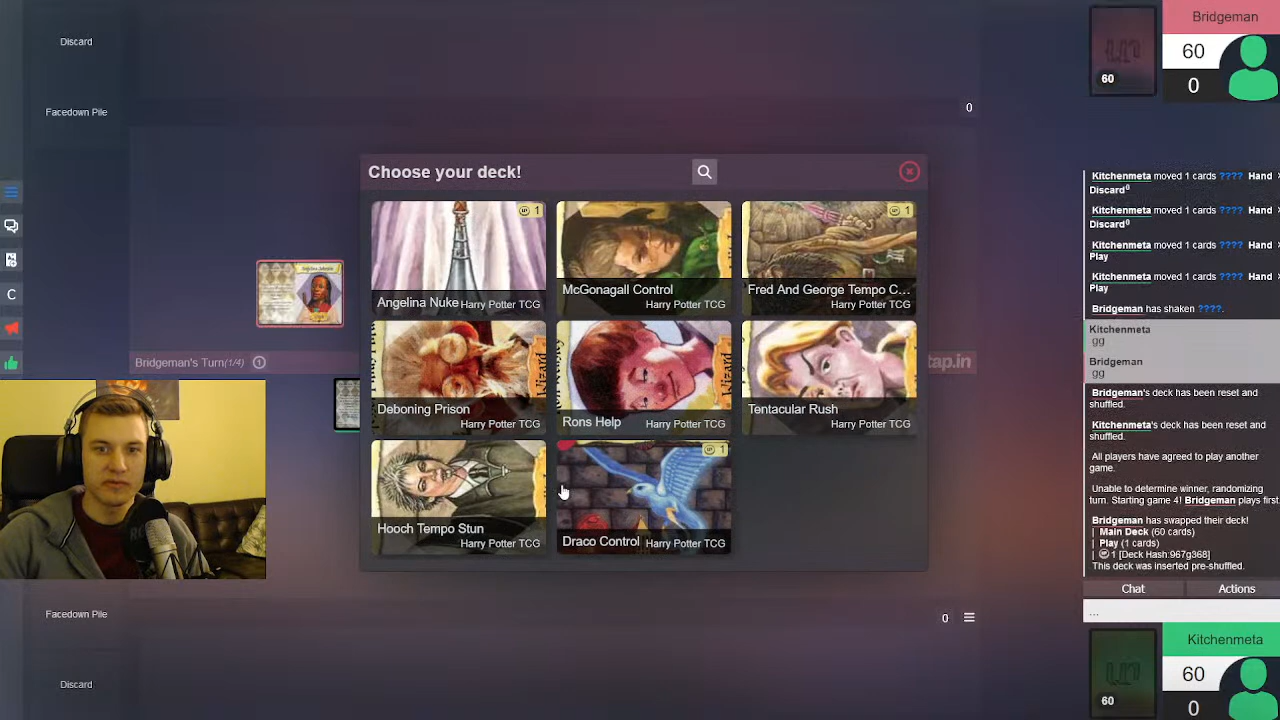 Discard
Facedown Pile
0
Bridgeman
60
60
0
Choose your deck!
1
Angelina Nuke Harry Potter TCG
McGonagall Control
Harry Potter TCG
1
Fred And George Tempo C...
Harry Potter TCG
Deboning Prison
Harry Potter TCG
Rons Help
Harry Potter TCG
Tentacular Rush
Harry Potter TCG
Hooch Tempo Stun
Harry Potter TCG
1
Draco Control Harry Potter TCG
C
Bridgeman's Turn(1/4) 1
tap.in
Kitchenmeta moved 1 cards ???? Hand
Discard
Kitchenmeta moved 1 cards ???? Hand
Discard
Kitchenmeta moved 1 cards ???? Hand
Play
Kitchenmeta moved 1 cards ???? Hand
Play
Bridgeman has shaken ????.
Kitchenmeta
gg
Bridgeman
gg
Bridgeman's deck has been reset and
shuffled.
Kitchenmeta's deck has been reset and
shuffled.
All players have agreed to play another
game.
Unable to determine winner, randomizing
turn. Starting game 4! Bridgeman plays first
Bridgeman has swapped their deck!
| Main Deck (60 cards)
| Play (1 cards)
| 1 [Deck Hash:967g368]
This deck was inserted pre-shuffled.
Chat Actions
...
Facedown Pile
0
Discard
Kitchenmeta
60
60
0